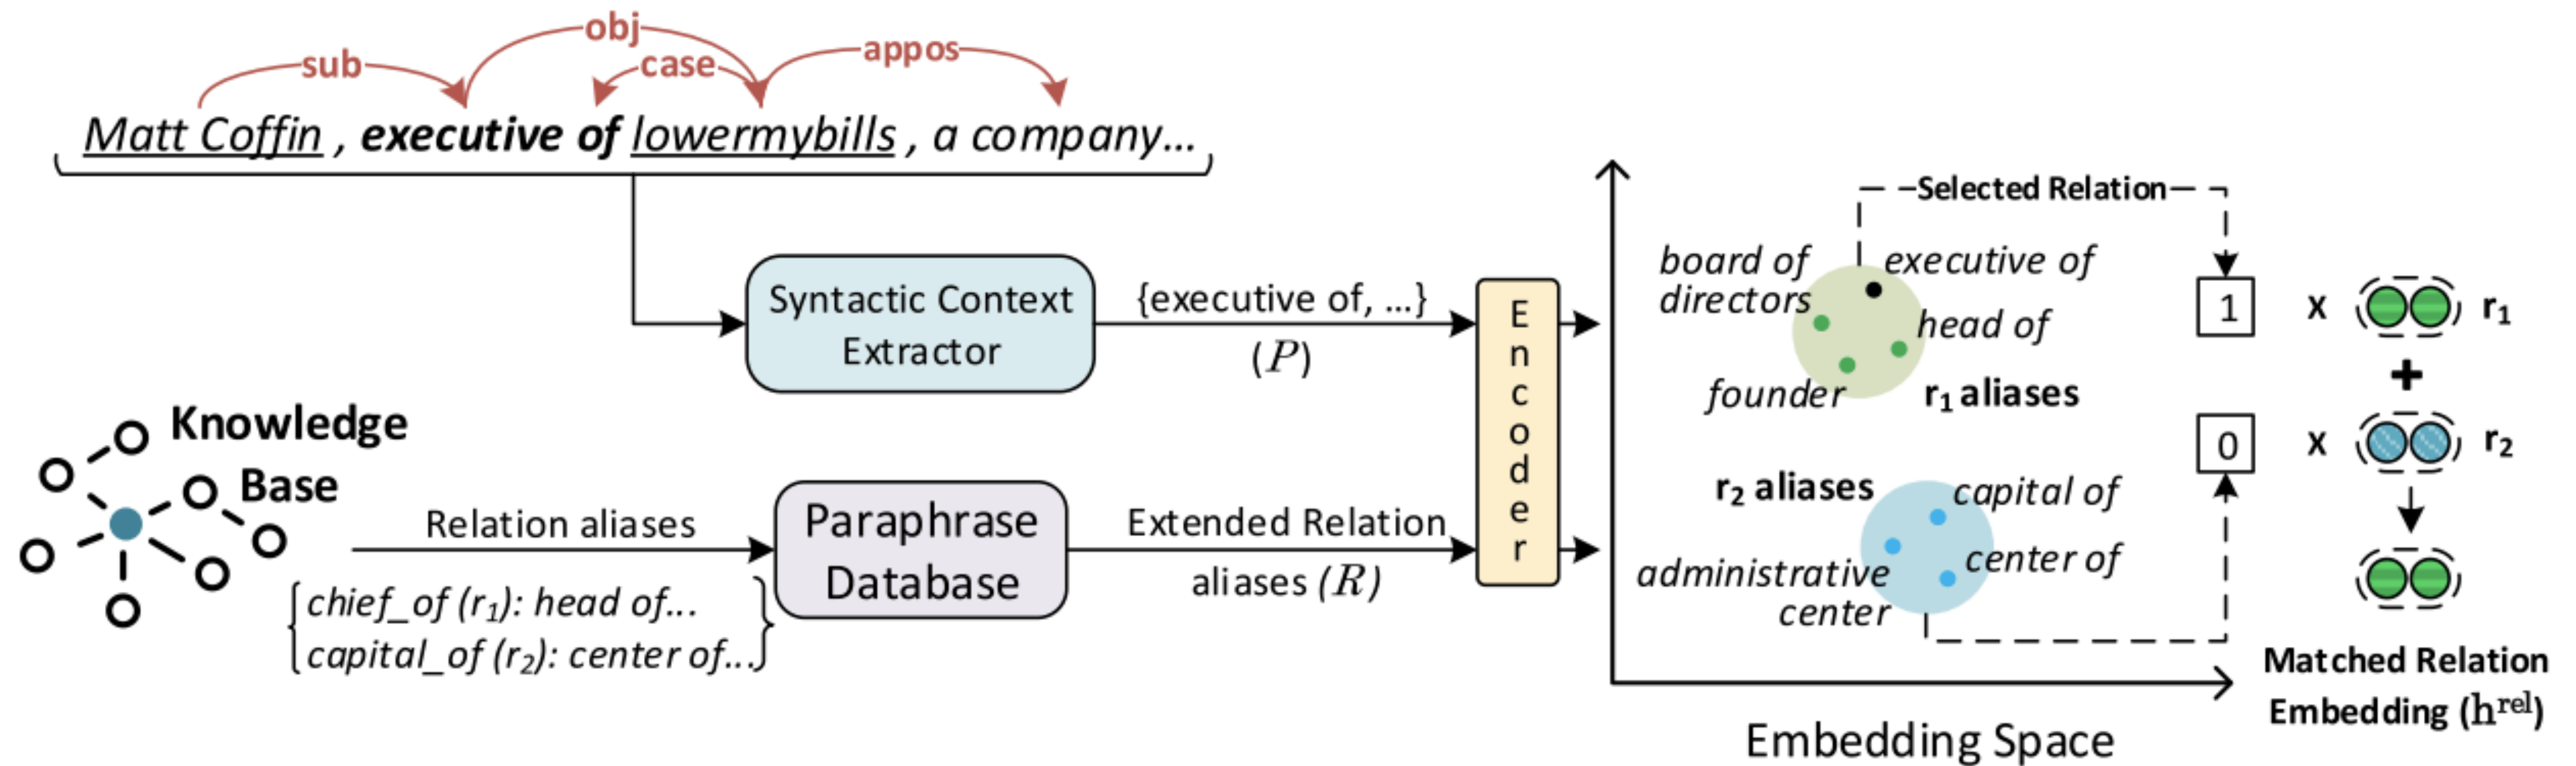 obj
sub
case
appos
Matt Coffin , executive of lowermybills , a company...
Syntactic Context
Extractor
{executive of, ...}
(P)
Knowledge
Base
Relation aliases
chief_of (r₁): head of...
capital_of (r₂): center of...
Paraphrase
Database
Extended Relation
aliases (R)
Encoder
Selected Relation
board of
directors
executive of
head of
founder
r₁ aliases
r₂ aliases
capital of
center of
administrative
center
Embedding Space
1 x r₁
+
0 x r₂
Matched Relation
Embedding (hʳᵉˡ)